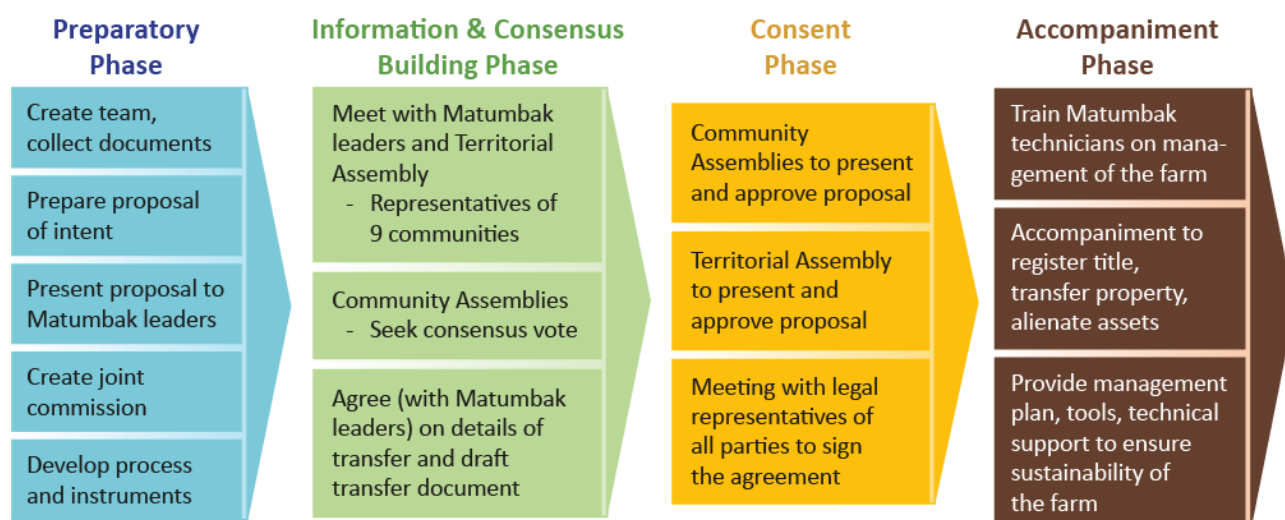 Preparatory
Phase
Create team,
collect documents
Prepare proposal
of intent
Present proposal to
Matumbak leaders
Create joint
commission
Develop process
and instruments
Information & Consensus
Building Phase
Meet with Matumbak
leaders and Territorial
Assembly
- Representatives of
9 communities
Community Assemblies
- Seek consensus vote
Agree (with Matumbak
leaders) on details of
transfer and draft
transfer document
Consent
Phase
Community
Assemblies to present
and approve proposal
Territorial Assembly
to present and
approve proposal
Meeting with legal
representatives of
all parties to sign
the agreement
Accompaniment
Phase
Train Matumbak
technicians on mana-
gement of the farm
Accompaniment to
register title,
transfer property,
alienate assets
Provide management
plan, tools, technical
support to ensure
sustainability of
the farm